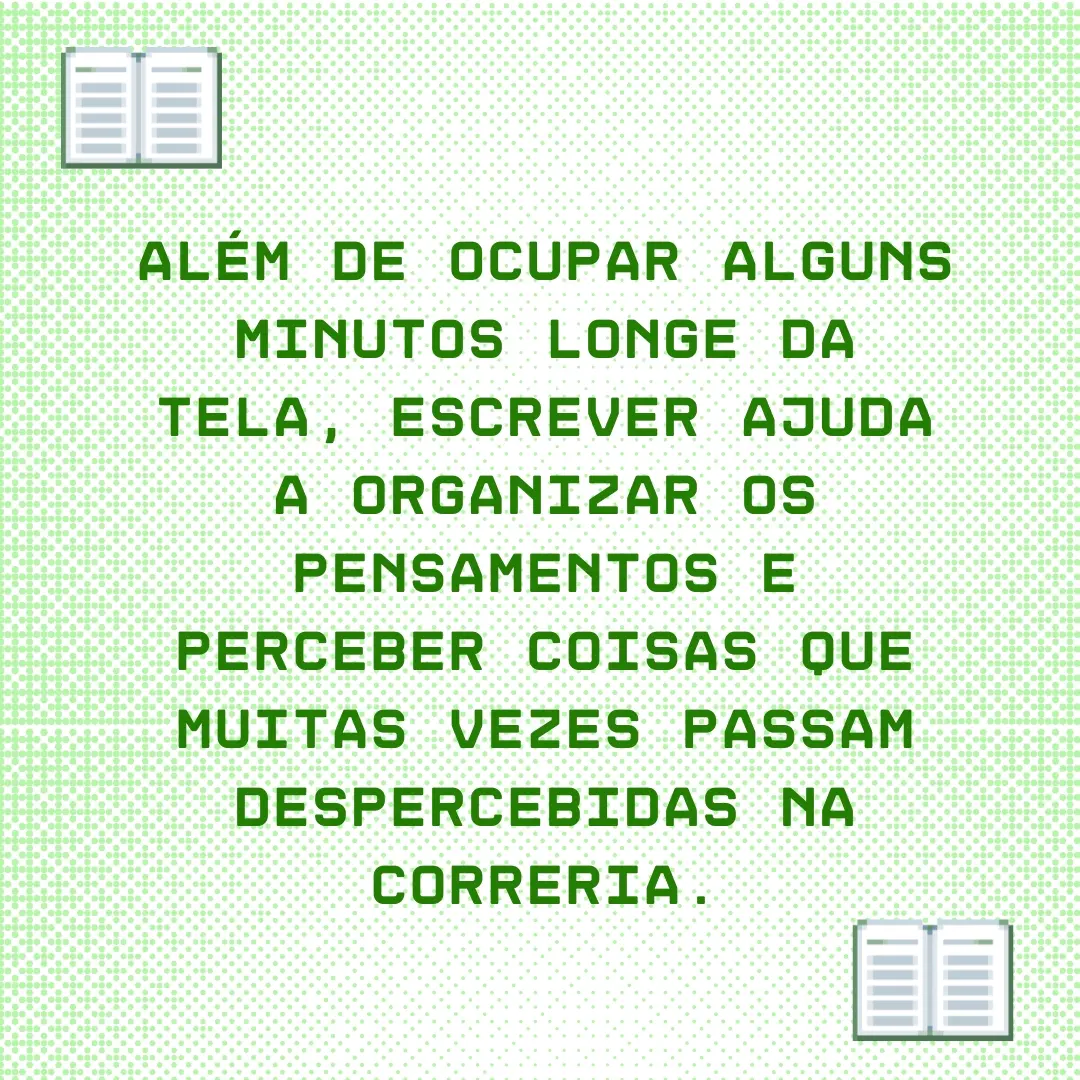 ALÉM DE OCUPAR ALGUNS
MINUTOS LONGE DA
TELA, ESCREVER AJUDA
A ORGANIZAR OS
PENSAMENTOS E
PERCEBER COISAS QUE
MUITAS VEZES PASSAM
DESPERCEBIDAS NA
CORRERIA.